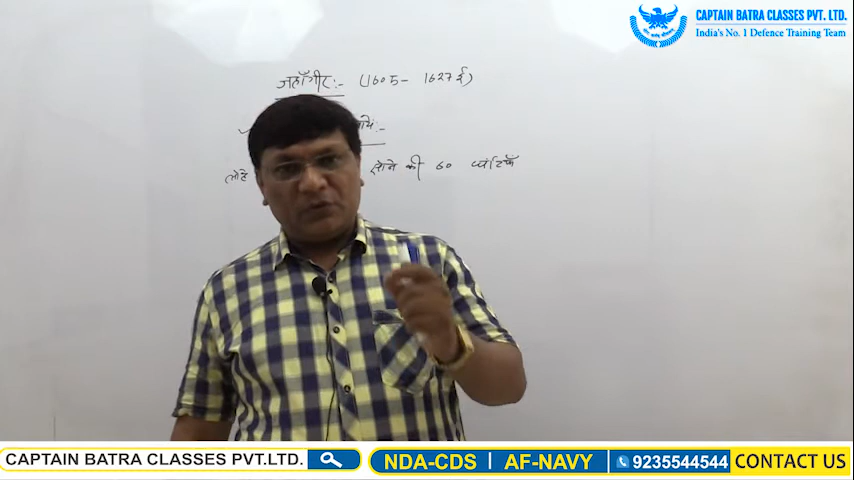 CAPTAIN BATRA CLASSES PVT. LTD.
India's No. 1 Defence Training Team
जहाँगीर:- (1605- 1627 ई)
सोने की 60
CAPTAIN BATRA CLASSES PVT.LTD.
NDA-CDS | AF-NAVY
9235544544
CONTACT US